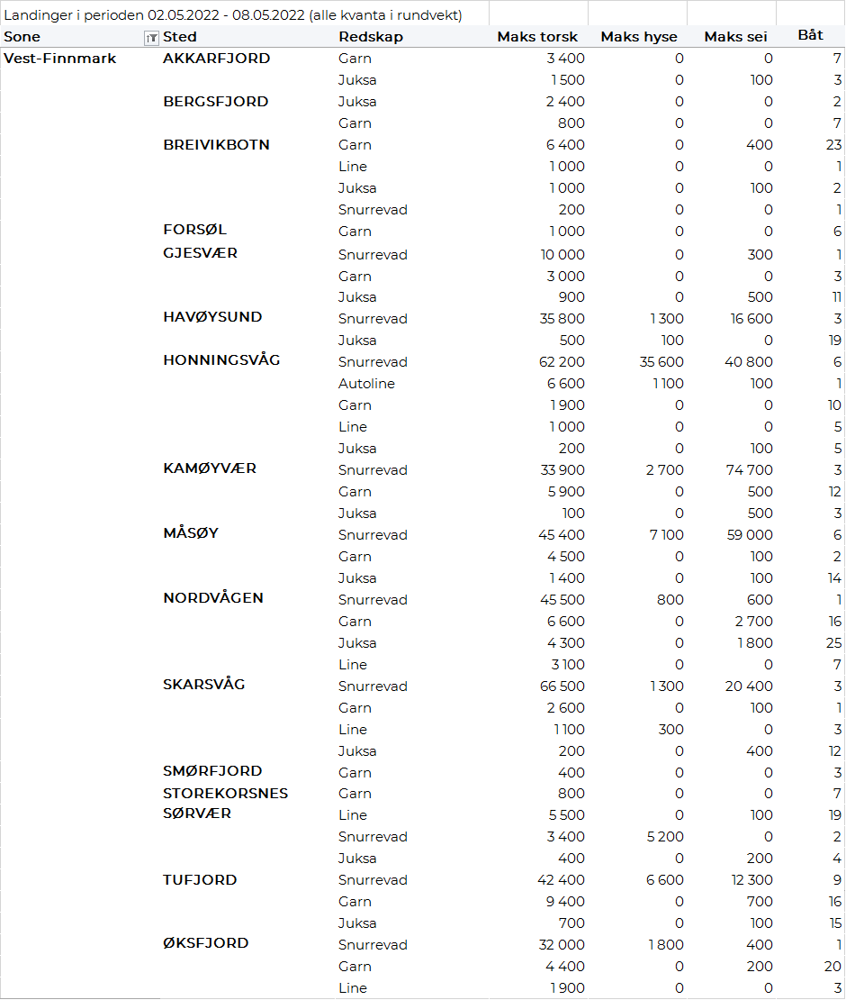 Landinger i perioden 02.05.2022 - 08.05.2022 (alle kvanta i rundvekt)
Sone Sted Redskap Maks torsk Maks hyse Maks sei Båt
Vest-Finnmark AKKARFJORD Garn 3 400 0 0 7
Juksa 1 500 0 100 3
BERGSFJORD Juksa 2 400 0 0 2
Garn 800 0 0 7
BREIVIKBOTN Garn 6 400 0 400 23
Line 1 000 0 0 1
Juksa 1 000 0 100 2
Snurrevad 200 0 0 1
FORSØL Garn 1 000 0 0 6
GJESVÆR Snurrevad 10 000 0 300 1
Garn 3 000 0 0 3
Juksa 900 0 500 11
HAVØYSUND Snurrevad 35 800 1 300 16 600 3
Juksa 500 100 0 19
HONNINGSVÅG Snurrevad 62 200 35 600 40 800 6
Autoline 6 600 1 100 100 1
Garn 1 900 0 0 10
Line 1 000 0 0 5
Juksa 200 0 100 5
KAMØYVÆR Snurrevad 33 900 2 700 74 700 3
Garn 5 900 0 500 12
Juksa 100 0 500 3
MÅSØY Snurrevad 45 400 7 100 59 000 6
Garn 4 500 0 100 2
Juksa 1 400 0 100 14
NORDVÅGEN Snurrevad 45 500 800 600 1
Garn 6 600 0 2 700 16
Juksa 4 300 0 1 800 25
Line 3 100 0 0 7
SKARSVÅG Snurrevad 66 500 1 300 20 400 3
Garn 2 600 0 100 1
Line 1 100 300 0 3
Juksa 200 0 400 12
SMØRFJORD Garn 400 0 0 3
STOREKORSNES Garn 800 0 0 7
SØRVÆR Line 5 500 0 100 19
Snurrevad 3 400 5 200 0 2
Juksa 400 0 200 4
TUFJORD Snurrevad 42 400 6 600 12 300 9
Garn 9 400 0 700 16
Juksa 700 0 100 15
ØKSFJORD Snurrevad 32 000 1 800 400 1
Garn 4 400 0 200 20
Line 1 900 0 0 3